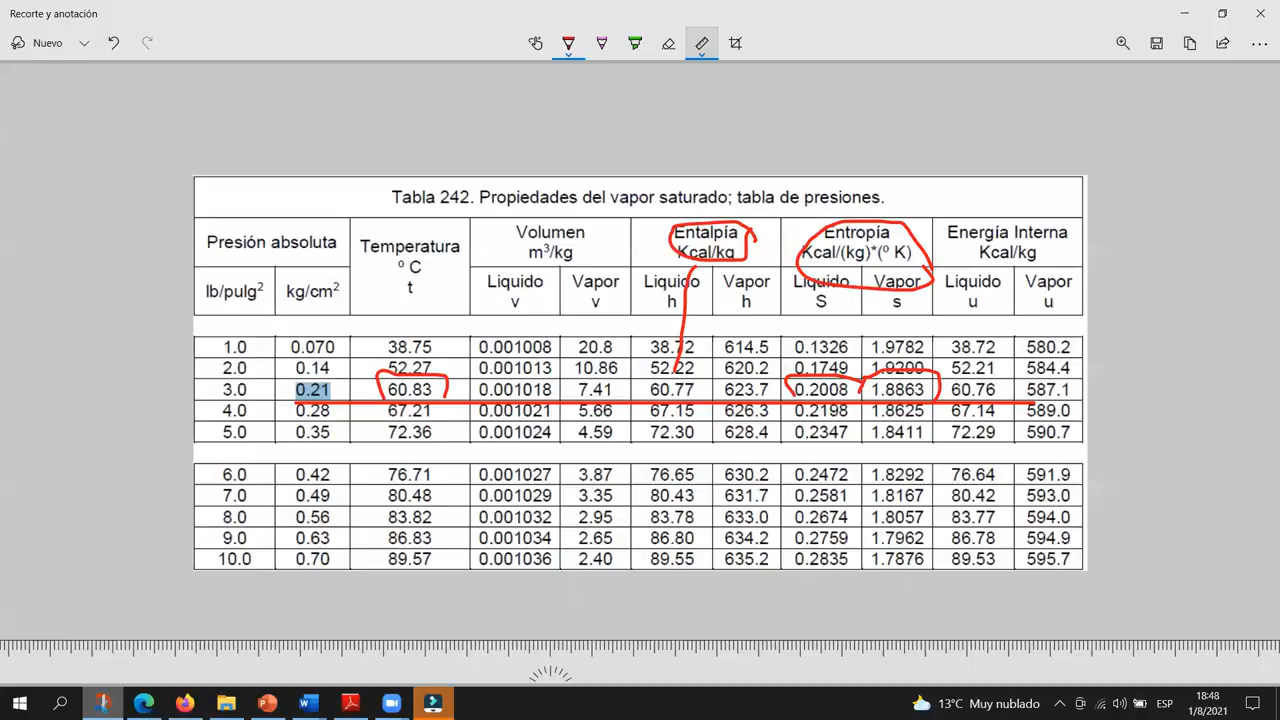 Recorte y anotación
Nuevo
Tabla 242. Propiedades del vapor saturado; tabla de presiones.
Presión absoluta Temperatura º C t Volumen m³/kg Entalpía Kcal/kg Entropía Kcal/(kg)*(º K) Energía Interna Kcal/kg
lb/pulg² kg/cm² Liquido v Vapor v Liquido h Vapor h Liquido S Vapor s Liquido u Vapor u
1.0 0.070 38.75 0.001008 20.8 38.72 614.5 0.1326 1.9782 38.72 580.2
2.0 0.14 52.27 0.001013 10.86 52.22 620.2 0.1749 1.9200 52.21 584.4
3.0 0.21 60.83 0.001018 7.41 60.77 623.7 0.2008 1.8863 60.76 587.1
4.0 0.28 67.21 0.001021 5.66 67.15 626.3 0.2198 1.8625 67.14 589.0
5.0 0.35 72.36 0.001024 4.59 72.30 628.4 0.2347 1.8411 72.29 590.7
6.0 0.42 76.71 0.001027 3.87 76.65 630.2 0.2472 1.8292 76.64 591.9
7.0 0.49 80.48 0.001029 3.35 80.43 631.7 0.2581 1.8167 80.42 593.0
8.0 0.56 83.82 0.001032 2.95 83.78 633.0 0.2674 1.8057 83.77 594.0
9.0 0.63 86.83 0.001034 2.65 86.80 634.2 0.2759 1.7962 86.78 594.9
10.0 0.70 89.57 0.001036 2.40 89.55 635.2 0.2835 1.7876 89.53 595.7
13°C Muy nublado ESP 18:48
1/8/2021